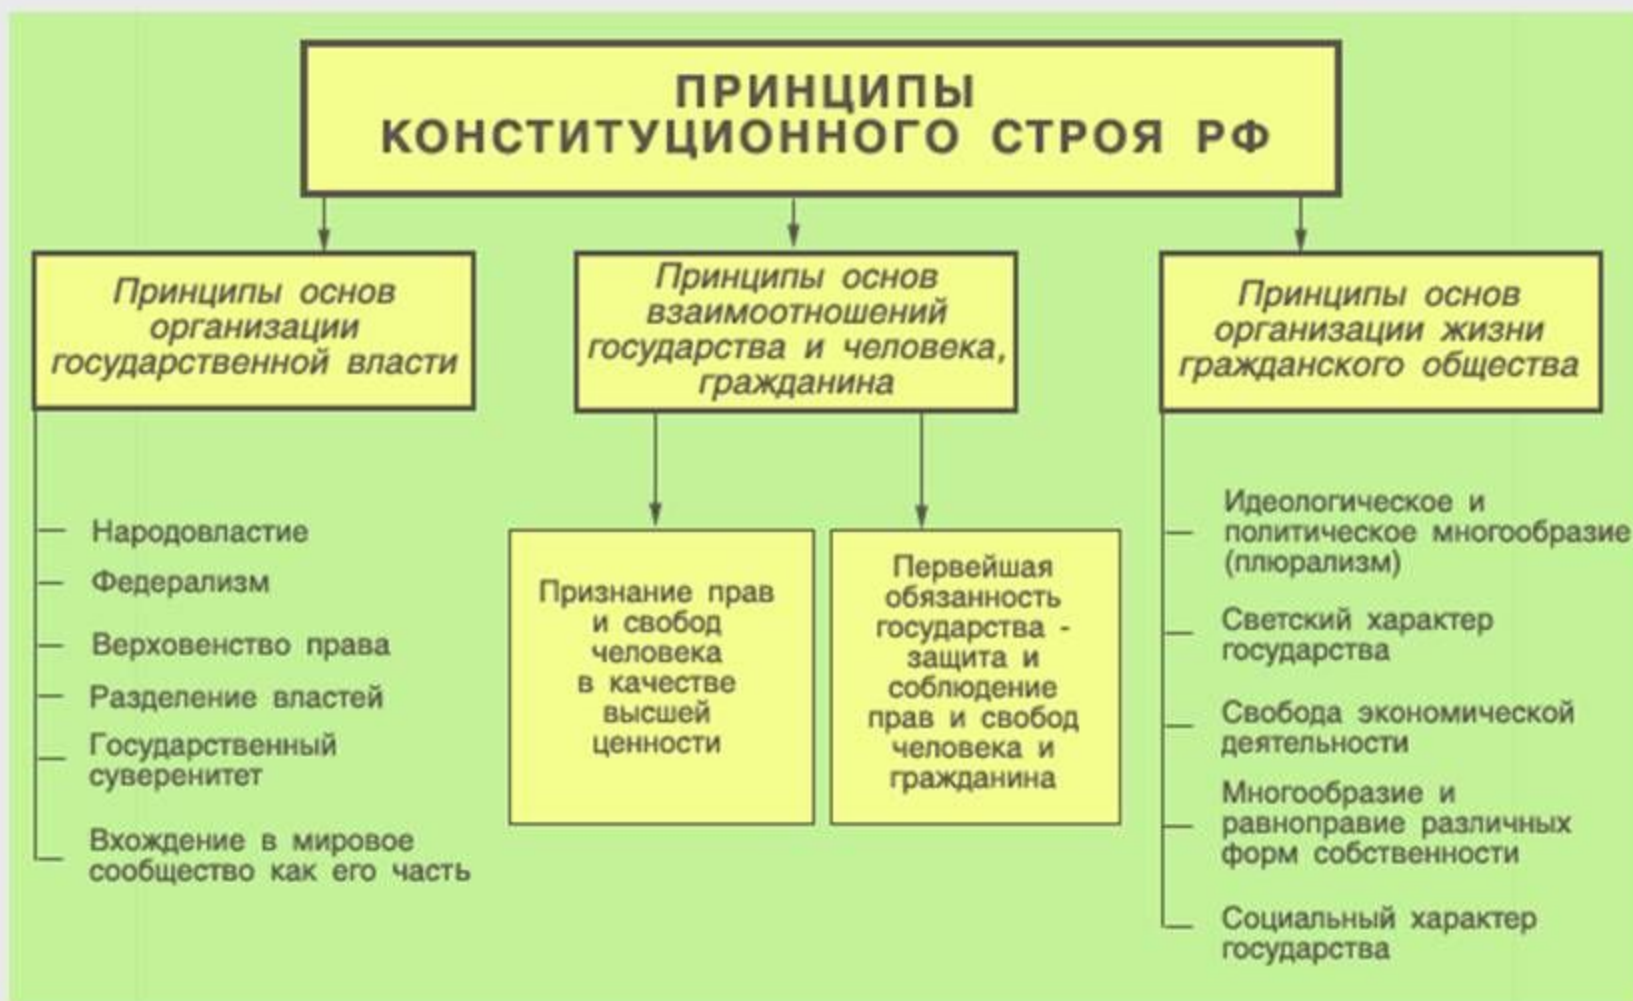 ПРИНЦИПЫ
КОНСТИТУЦИОННОГО СТРОЯ РФ
Принципы основ
организации
государственной власти
Народовластие
Федерализм
Верховенство права
Разделение властей
Государственный
суверенитет
Вхождение в мировое
сообщество как его часть
Принципы основ
взаимоотношений
государства и человека,
гражданина
Признание прав
и свобод
человека
в качестве
высшей
ценности
Первейшая
обязанность
государства -
защита и
соблюдение
прав и свобод
человека и
гражданина
Принципы основ
организации жизни
гражданского общества
Идеологическое и
политическое многообразие
(плюрализм)
Светский характер
государства
Свобода экономической
деятельности
Многообразие и
равноправие различных
форм собственности
Социальный характер
государства